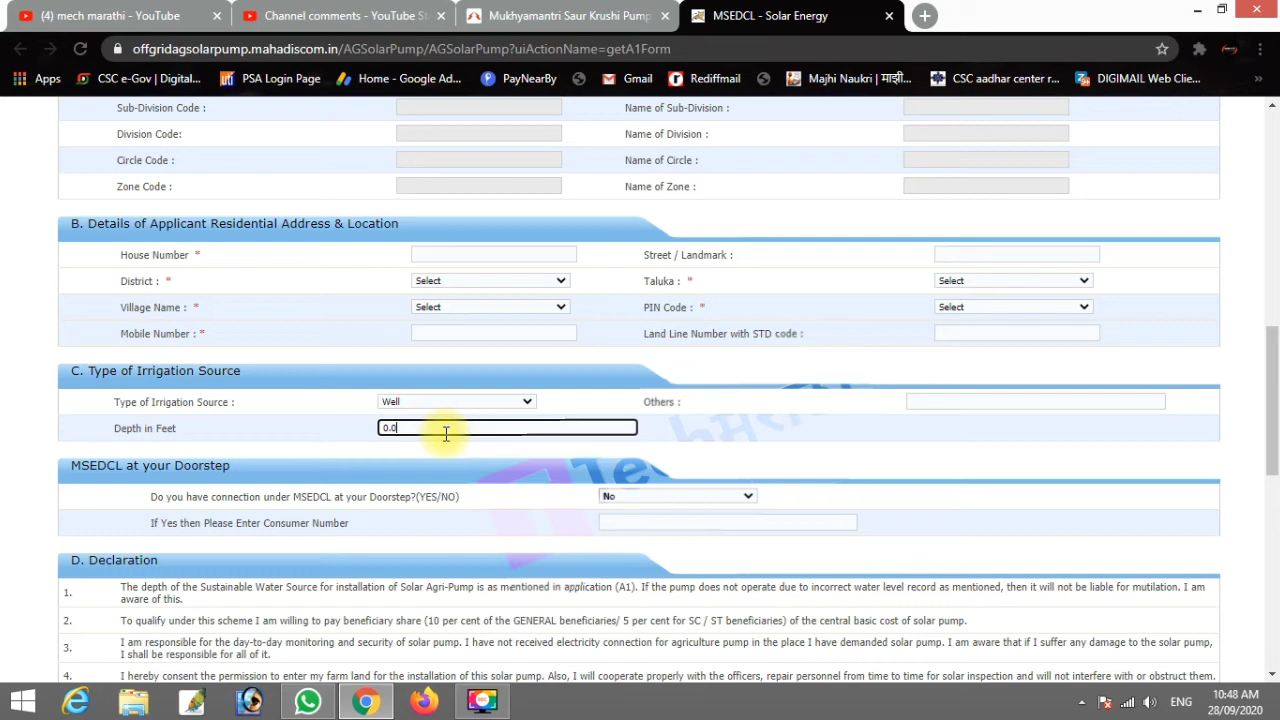 (4) mech marathi - YouTube
Channel comments - YouTube St
Mukhyamantri Saur Krushi Pump
MSEDCL - Solar Energy
offgridagsolarpump.mahadiscom.in/AGSolarPump/AGSolarPump?uiActionName=getA1Form
Apps CSC e-Gov | Digital... PSA Login Page Home - Google Ad... PayNearBy Gmail Rediffmail Majhi Naukri | माझी... CSC aadhar center r... DIGIMAIL Web Clie... »
Sub-Division Code : Name of Sub-Division :
Division Code: Name of Division :
Circle Code : Name of Circle :
Zone Code : Name of Zone :
B. Details of Applicant Residential Address & Location
House Number * Street / Landmark :
District : * Select Taluka : * Select
Village Name : * Select PIN Code : * Select
Mobile Number : * Land Line Number with STD code :
C. Type of Irrigation Source
Type of Irrigation Source : Well Others :
Depth in Feet 0.0
MSEDCL at your Doorstep
Do you have connection under MSEDCL at your Doorstep?(YES/NO) No
If Yes then Please Enter Consumer Number
D. Declaration
1. The depth of the Sustainable Water Source for installation of Solar Agri-Pump is as mentioned in application (A1). If the pump does not operate due to incorrect water level record as mentioned, then it will not be liable for mutilation. I am
aware of this.
2. To qualify under this scheme I am willing to pay beneficiary share (10 per cent of the GENERAL beneficiaries/ 5 per cent for SC / ST beneficiaries) of the central basic cost of solar pump.
3. I am responsible for the day-to-day monitoring and security of solar pump. I have not received electricity connection for agriculture pump in the place I have demanded solar pump. I am aware that if I suffer any damage to the solar pump,
I shall be responsible for all of it.
4. I hereby consent the permission to enter my farm land for the installation of this solar pump. Also, I will cooperate properly with the officers, repair personnel from time to time for solar inspection and will not interfere with or obstruct them.
ENG
10:48 AM
28/09/2020